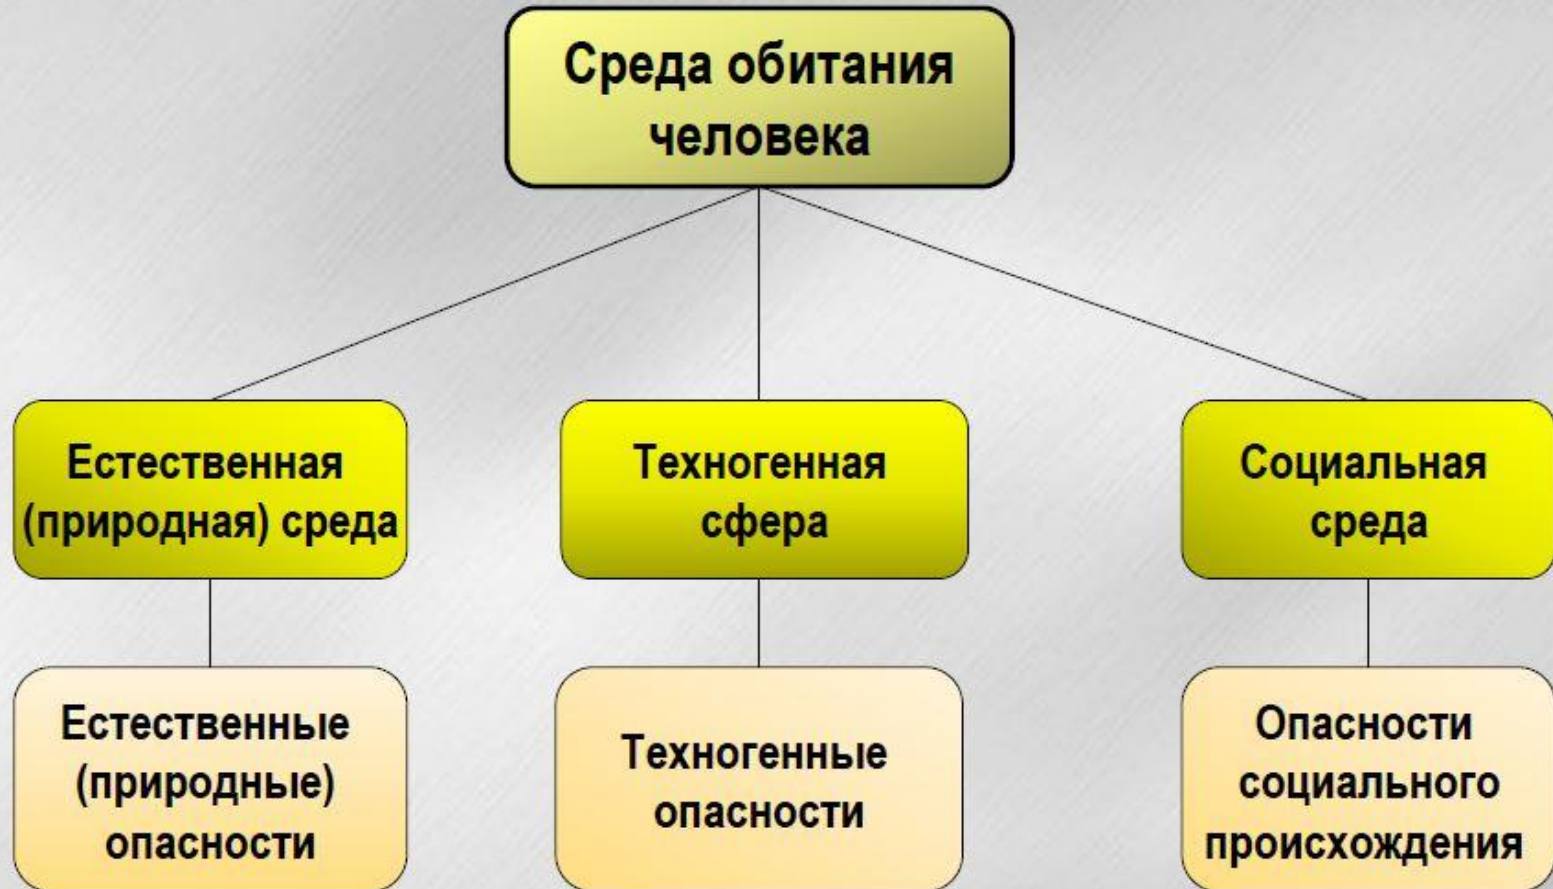 Среда обитания
человека
Естественная
(природная) среда
Техногенная
сфера
Социальная
среда
Естественные
(природные)
опасности
Техногенные
опасности
Опасности
социального
происхождения